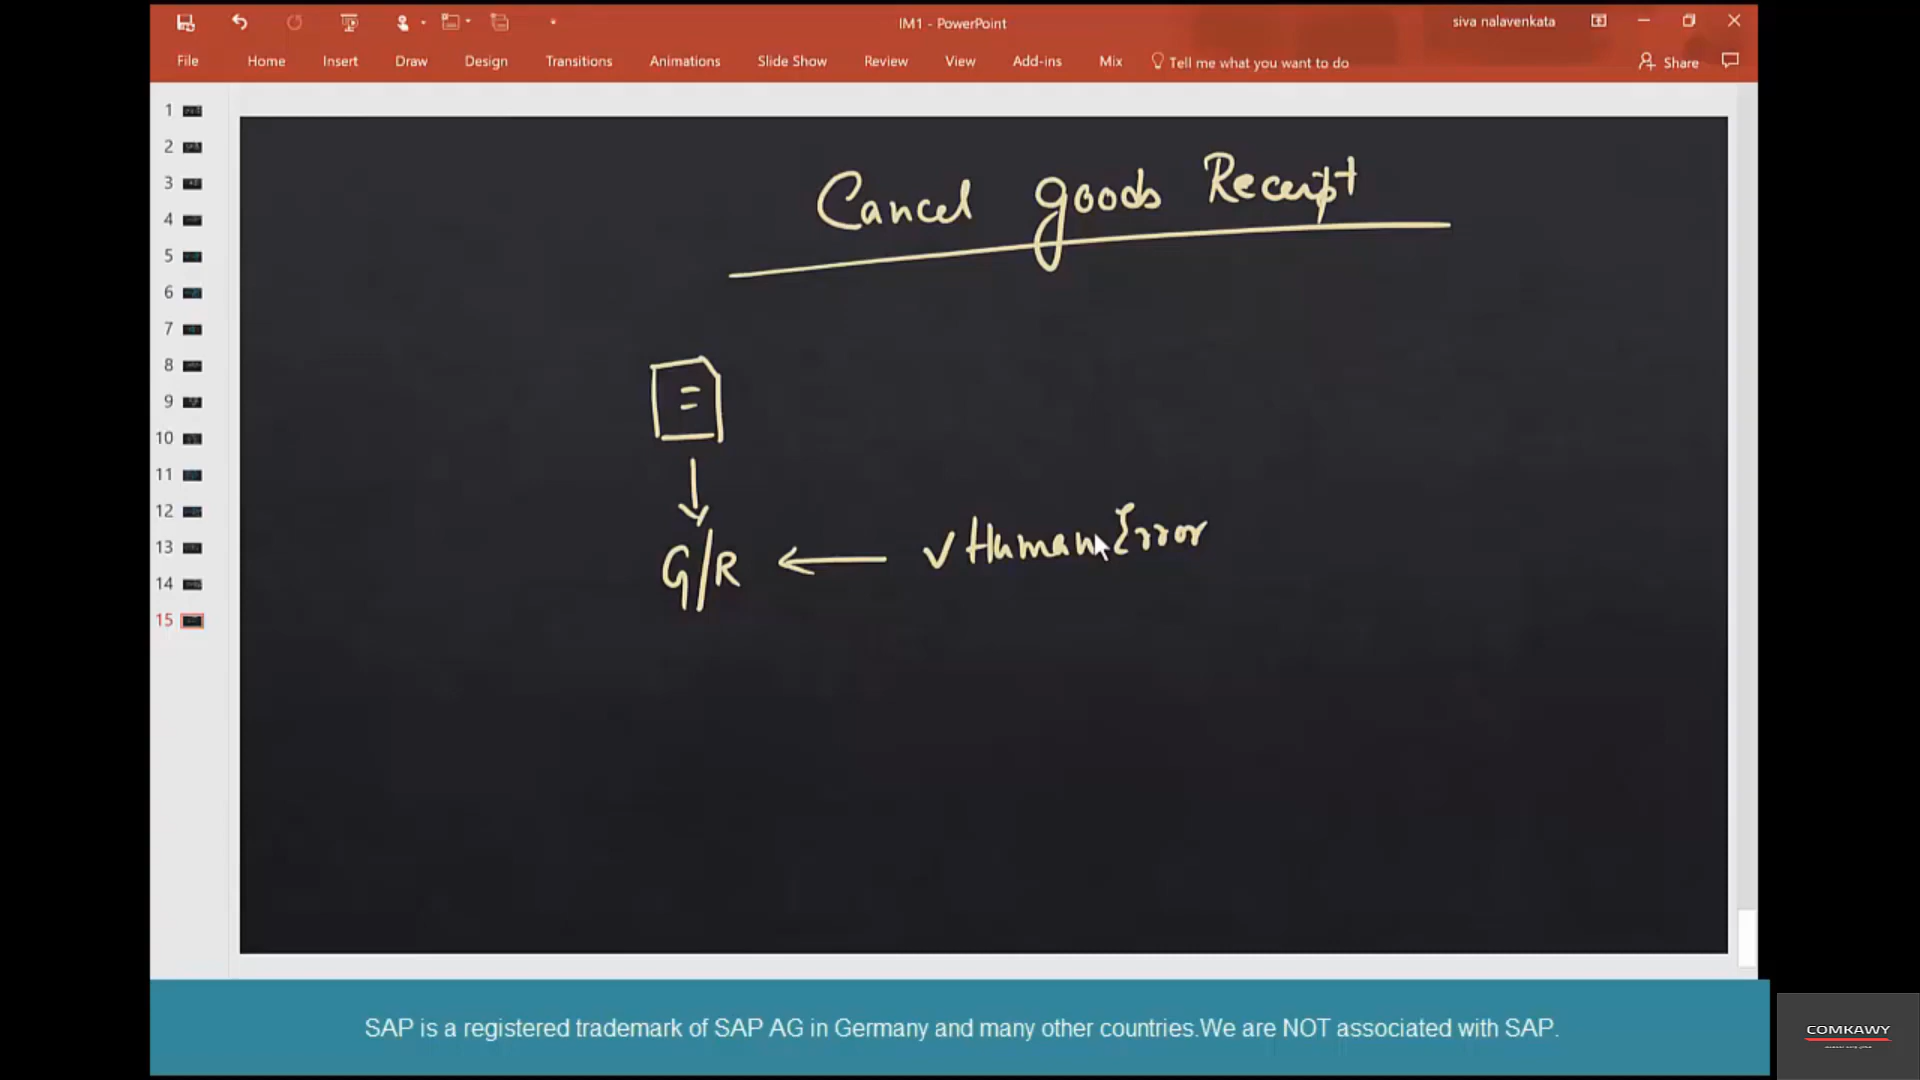 IM1 - PowerPoint
siva nalavenkata
File Home Insert Draw Design Transitions Animations Slide Show Review View Add-ins Mix Tell me what you want to do Share
1
2
3
4
5
6
7
8
9
10
11
12
13
14
15
Cancel goods Receipt
G/R ← ✓ Human Error
SAP is a registered trademark of SAP AG in Germany and many other countries.We are NOT associated with SAP.
COMKAWY